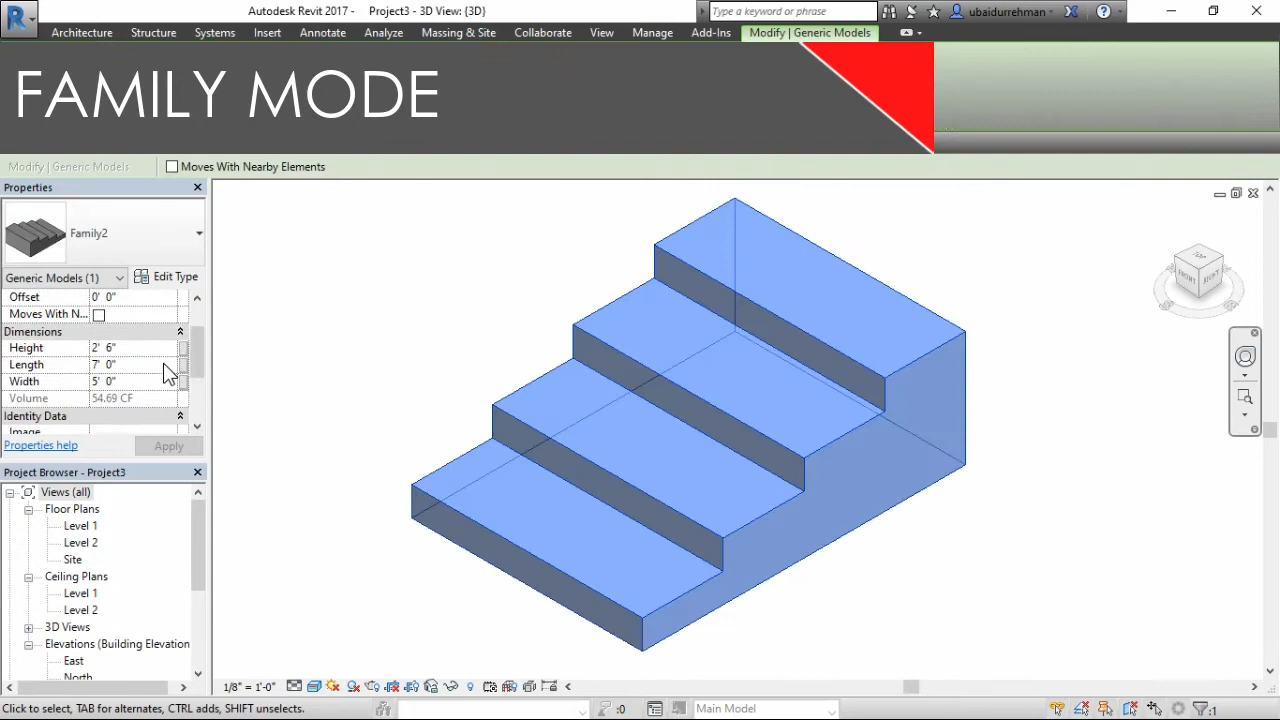 Autodesk Revit 2017 - Project3 - 3D View: {3D}
Type a keyword or phrase
ubaidurrehman
Architecture Structure Systems Insert Annotate Analyze Massing & Site Collaborate View Manage Add-Ins Modify | Generic Models
FAMILY MODE
Modify | Generic Models
Moves With Nearby Elements
Properties
Family2
Generic Models (1)
Edit Type
Offset 0' 0"
Moves With N...
Dimensions
Height 2' 6"
Length 7' 0"
Width 5' 0"
Volume 54.69 CF
Identity Data
Image
Properties help
Apply
Project Browser - Project3
Views (all)
Floor Plans
Level 1
Level 2
Site
Ceiling Plans
Level 1
Level 2
3D Views
Elevations (Building Elevation
East
North
TOP
FRONT
RIGHT
1/8" = 1'-0"
Click to select, TAB for alternates, CTRL adds, SHIFT unselects.
:0
Main Model
:1